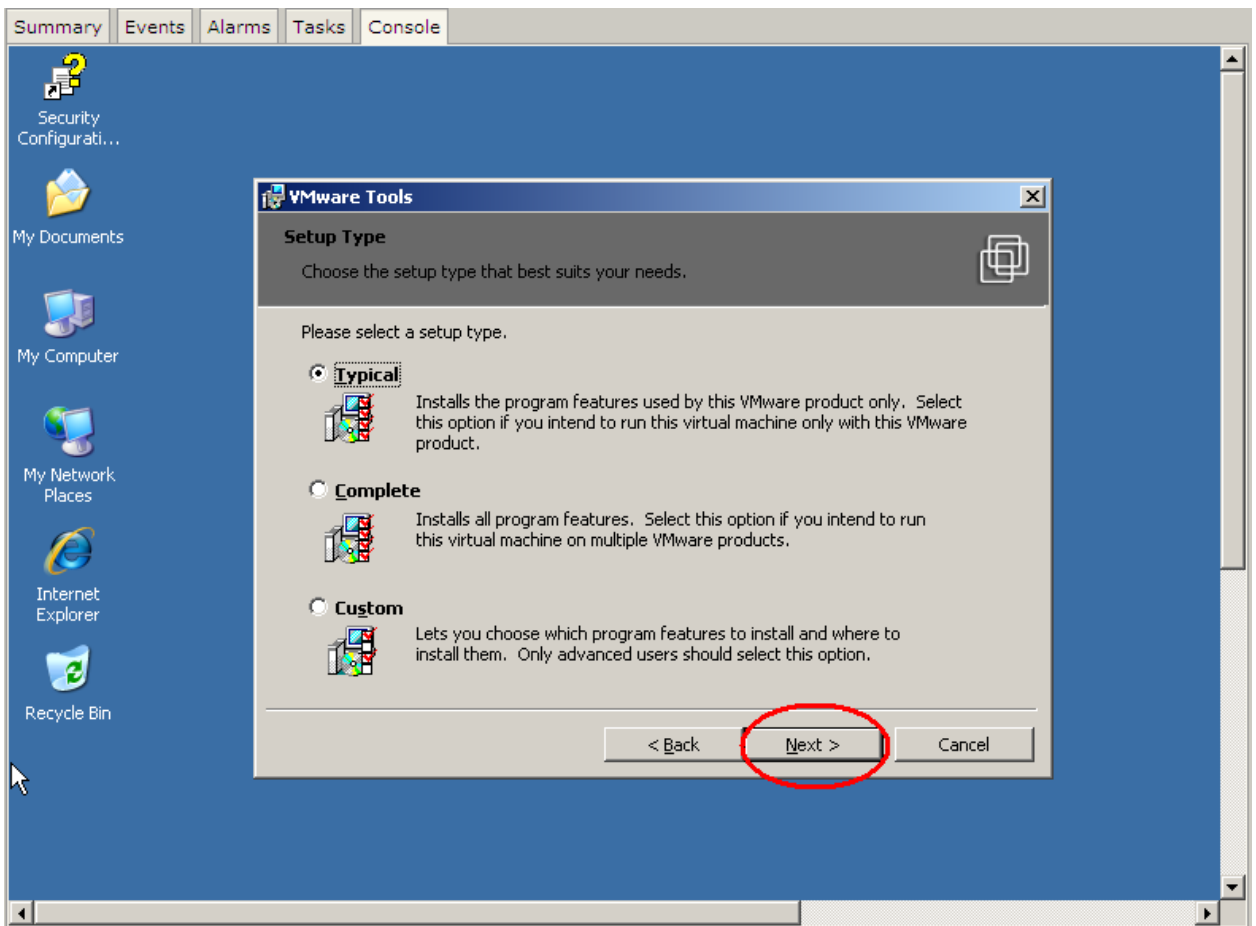 Summary Events Alarms Tasks Console
Security
Configurati...
My Documents
My Computer
My Network
Places
Internet
Explorer
Recycle Bin
VMware Tools
Setup Type
Choose the setup type that best suits your needs.
Please select a setup type.
Typical
Installs the program features used by this VMware product only. Select
this option if you intend to run this virtual machine only with this VMware
product.
Complete
Installs all program features. Select this option if you intend to run
this virtual machine on multiple VMware products.
Custom
Lets you choose which program features to install and where to
install them. Only advanced users should select this option.
< Back Next > Cancel